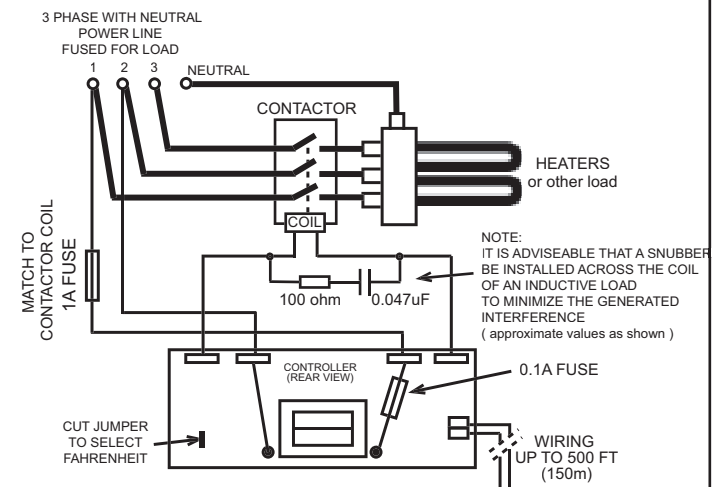 3 PHASE WITH NEUTRAL
POWER LINE
FUSED FOR LOAD
1 2 3 NEUTRAL
CONTACTOR
HEATERS
or other load
COIL
MATCH TO
CONTACTOR COIL
1A FUSE
NOTE:
IT IS ADVISEABLE THAT A SNUBBER
BE INSTALLED ACROSS THE COIL
OF AN INDUCTIVE LOAD
TO MINIMIZE THE GENERATED
INTERFERENCE
( approximate values as shown )
100 ohm 0.047uF
CONTROLLER
(REAR VIEW)
0.1A FUSE
CUT JUMPER
TO SELECT
FAHRENHEIT
WIRING
UP TO 500 FT
(150m)